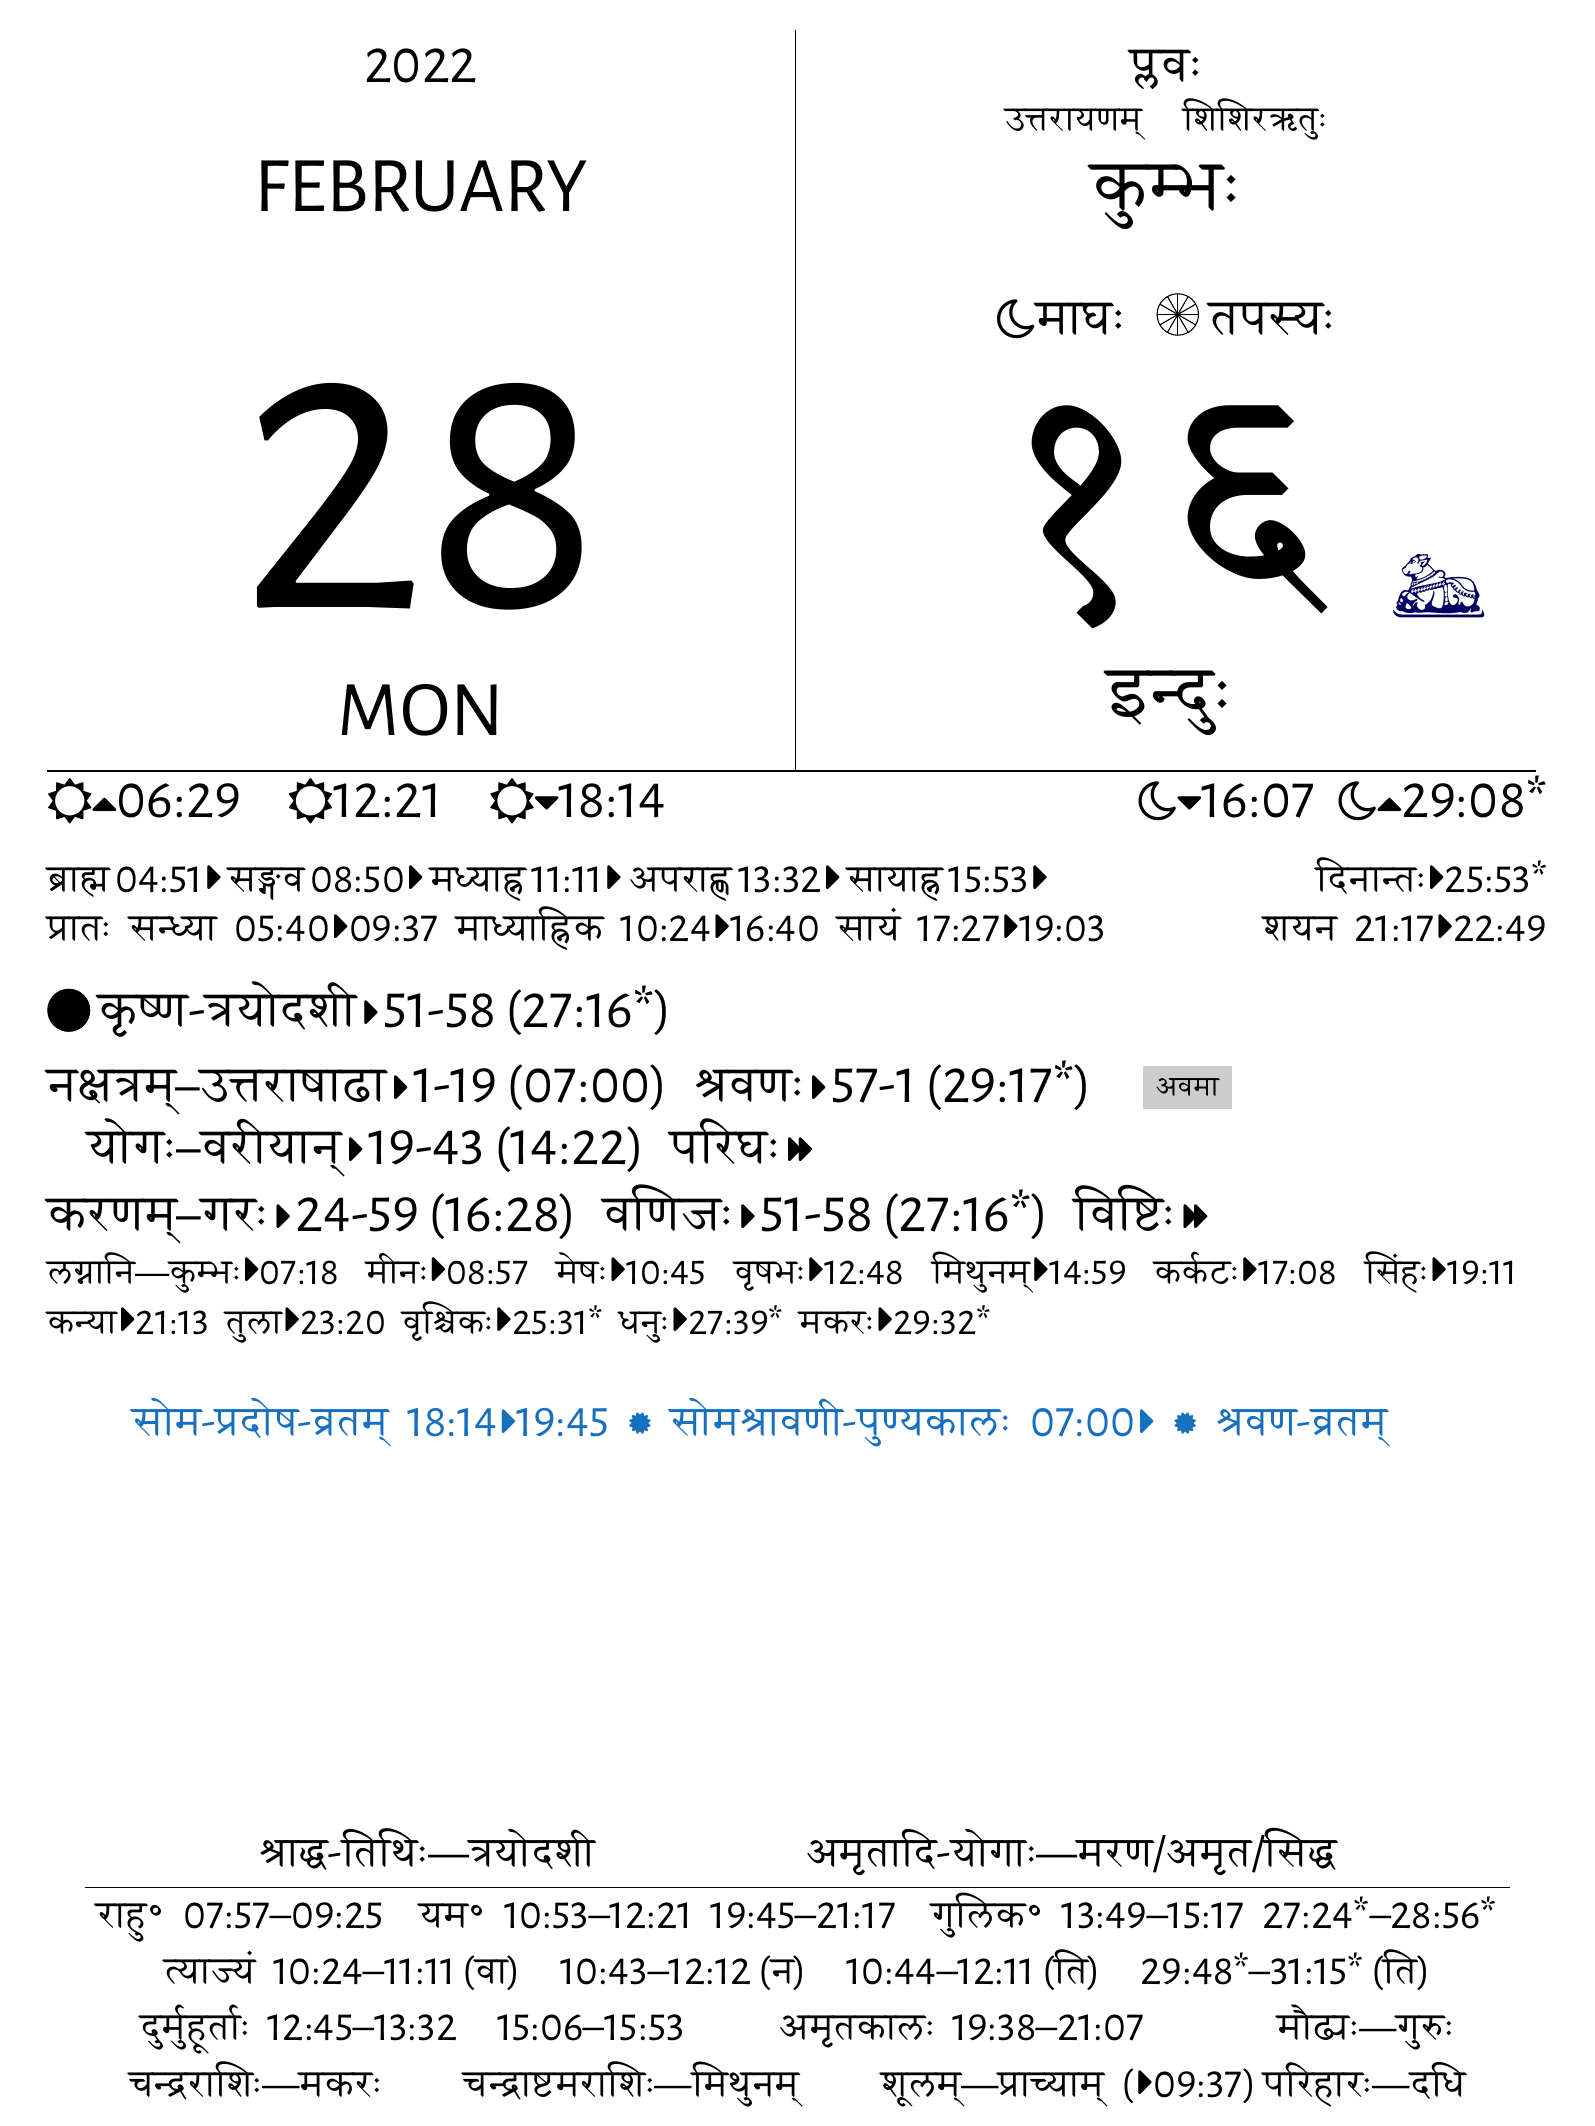 2022
FEBRUARY
28
MON
प्लवः
उत्तरायणम् शिशिरऋतुः
कुम्भः
माघः तपस्यः
१६
इन्दुः
06:29 12:21 18:14 16:07 29:08*
ब्राह्म 04:51 सङ्गव 08:50 मध्याह्न 11:11 अपराह्ण 13:32 सायाह्न 15:53 दिनान्तः 25:53*
प्रातः सन्ध्या 05:40 09:37 माध्याह्निक 10:24 16:40 सायं 17:27 19:03 शयन 21:17 22:49
कृष्ण-त्रयोदशी 51-58 (27:16*)
नक्षत्रम्–उत्तराषाढा 1-19 (07:00) श्रवणः 57-1 (29:17*) अवमा
योगः–वरीयान् 19-43 (14:22) परिघः
करणम्–गरः 24-59 (16:28) वणिजः 51-58 (27:16*) विष्टिः
लग्नानि—कुम्भः 07:18 मीनः 08:57 मेषः 10:45 वृषभः 12:48 मिथुनम् 14:59 कर्कटः 17:08 सिंहः 19:11
कन्या 21:13 तुला 23:20 वृश्चिकः 25:31* धनुः 27:39* मकरः 29:32*
सोम-प्रदोष-व्रतम् 18:14 19:45 सोमश्रावणी-पुण्यकालः 07:00 श्रवण-व्रतम्
श्राद्ध-तिथिः—त्रयोदशी अमृतादि-योगाः—मरण/अमृत/सिद्ध
राहु° 07:57–09:25 यम° 10:53–12:21 19:45–21:17 गुलिक° 13:49–15:17 27:24*–28:56*
त्याज्यं 10:24–11:11 (वा) 10:43–12:12 (न) 10:44–12:11 (ति) 29:48*–31:15* (ति)
दुर्मुहूर्ताः 12:45–13:32 15:06–15:53 अमृतकालः 19:38–21:07 मौढ्यः—गुरुः
चन्द्रराशिः—मकरः चन्द्राष्टमराशिः—मिथुनम् शूलम्—प्राच्याम् (09:37) परिहारः—दधि